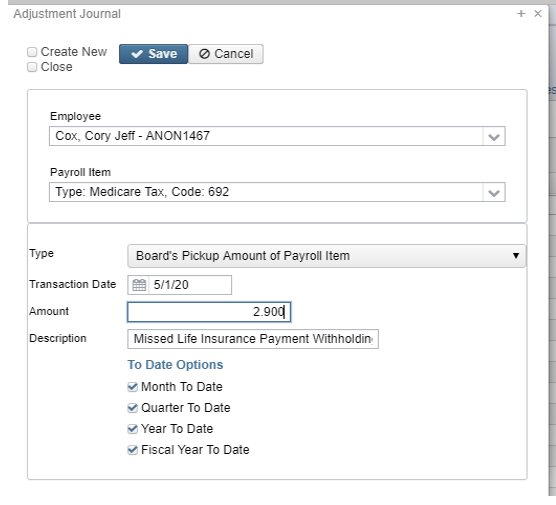 Adjustment Journal
Create New Save Cancel
Close
Employee
Cox, Cory Jeff - ANON1467
Payroll Item
Type: Medicare Tax, Code: 692
Type Board's Pickup Amount of Payroll Item
Transaction Date 5/1/20
Amount 2.900
Description Missed Life Insurance Payment Withholdin
To Date Options
Month To Date
Quarter To Date
Year To Date
Fiscal Year To Date